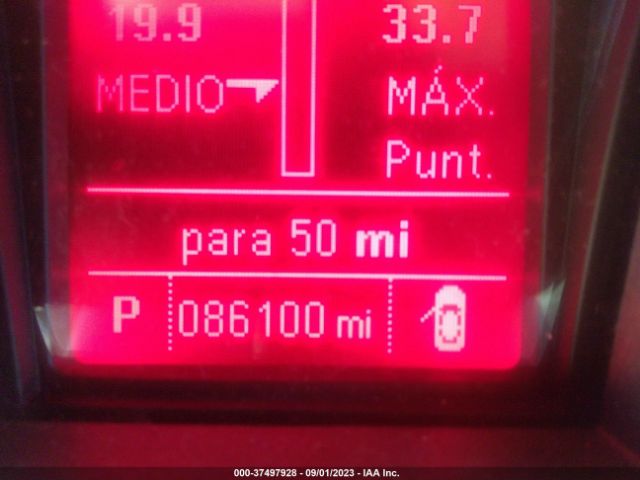 19.9 33.7
MEDIO MÁX.
Punt.
para 50 mi
P 086100 mi
000-37497928 - 09/01/2023 - IAA Inc.